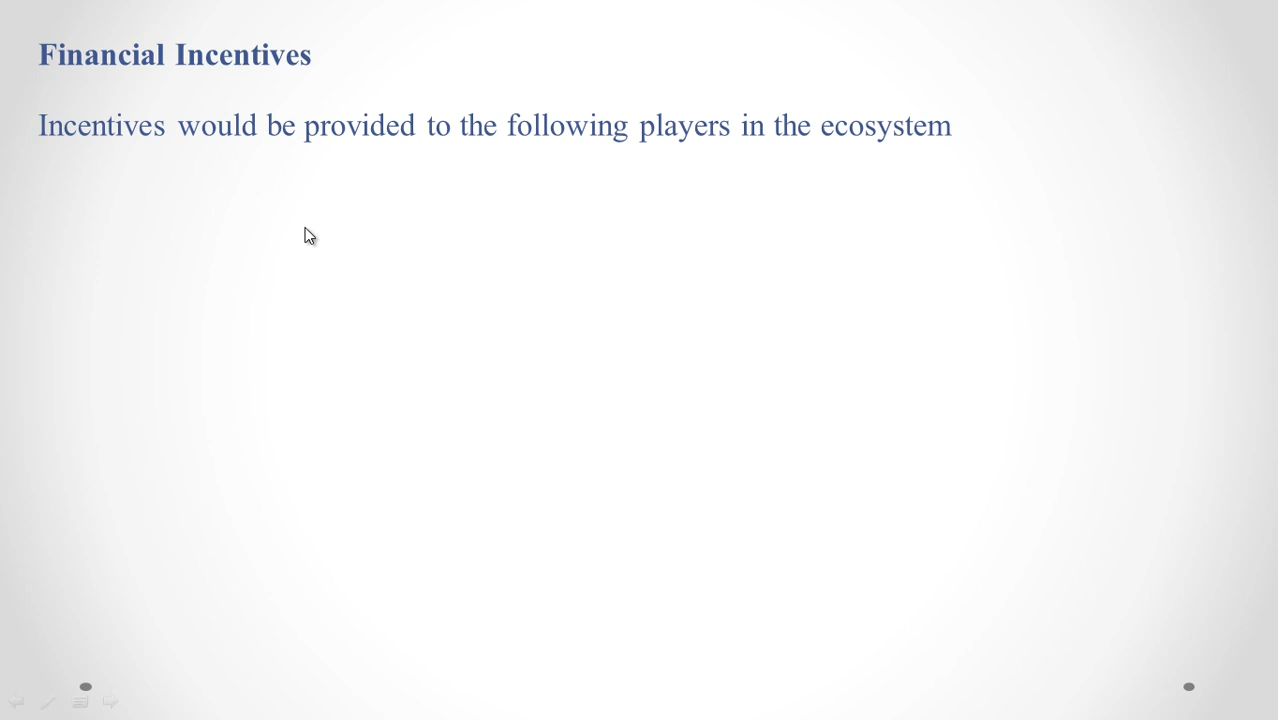 Financial Incentives
Incentives would be provided to the following players in the ecosystem